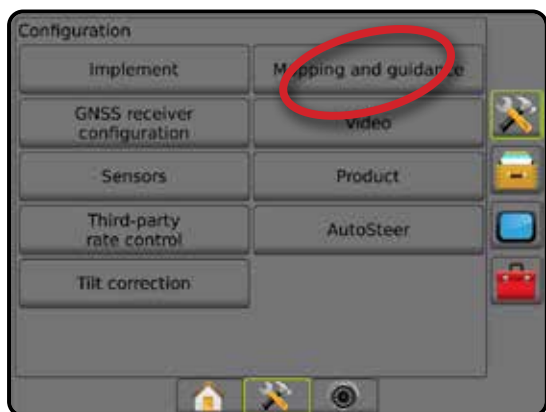 Configuration
Implement
Mapping and guidance
GNSS receiver
configuration
Video
Sensors
Product
Third-party
rate control
AutoSteer
Tilt correction